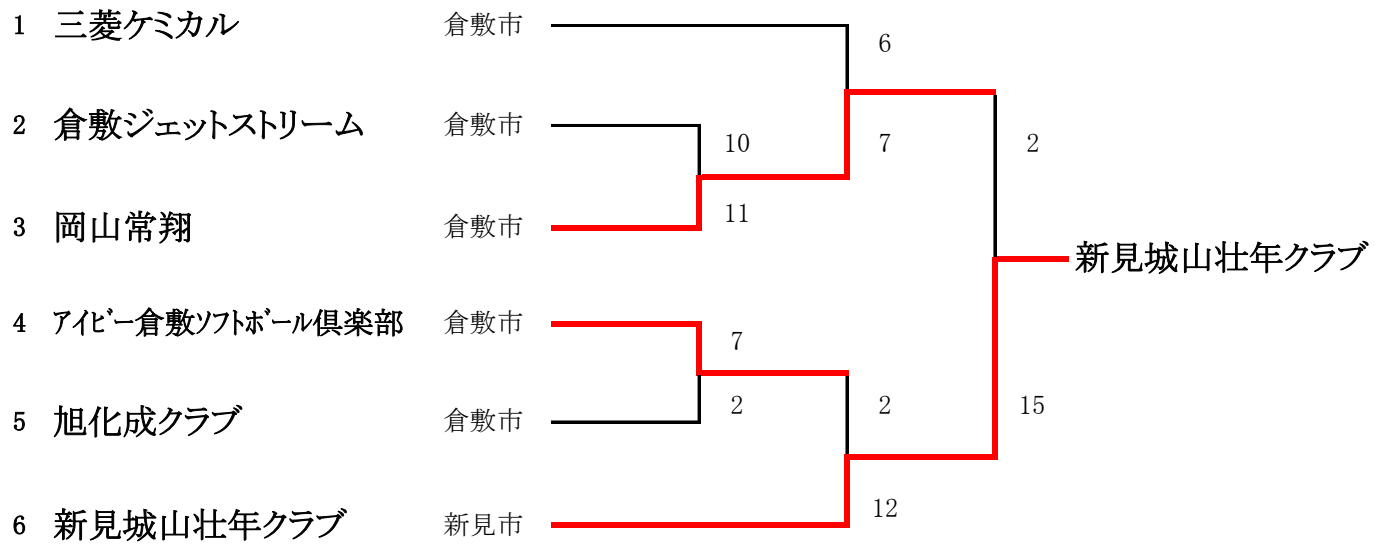 1 三菱ケミカル 倉敷市
6
2 倉敷ジェットストリーム 倉敷市
10
7
2
11
3 岡山常翔 倉敷市
新見城山壮年クラブ
4 アイビー倉敷ソフトボール倶楽部 倉敷市
7
2
2
15
5 旭化成クラブ 倉敷市
12
6 新見城山壮年クラブ 新見市